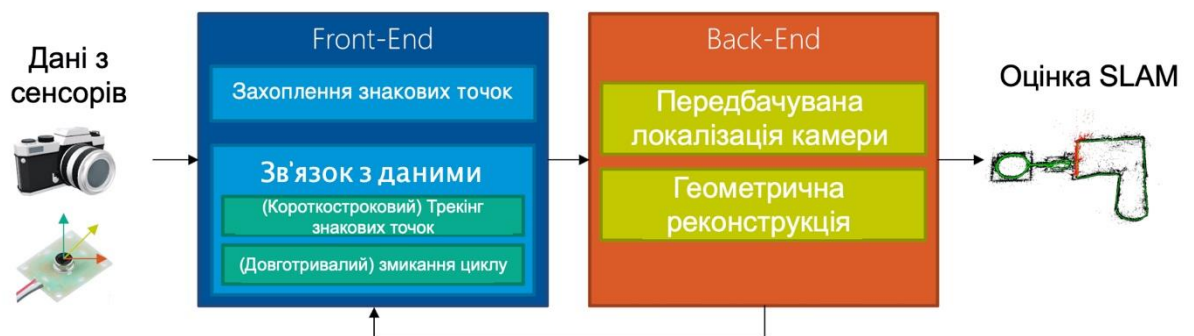 Дані з
сенсорів
Front-End
Захоплення знакових точок
Зв'язок з даними
(Короткостроковий) Трекінг
знакових точок
(Довготривалий) змикання циклу
Back-End
Передбачувана
локалізація камери
Геометрична
реконструкція
Оцінка SLAM